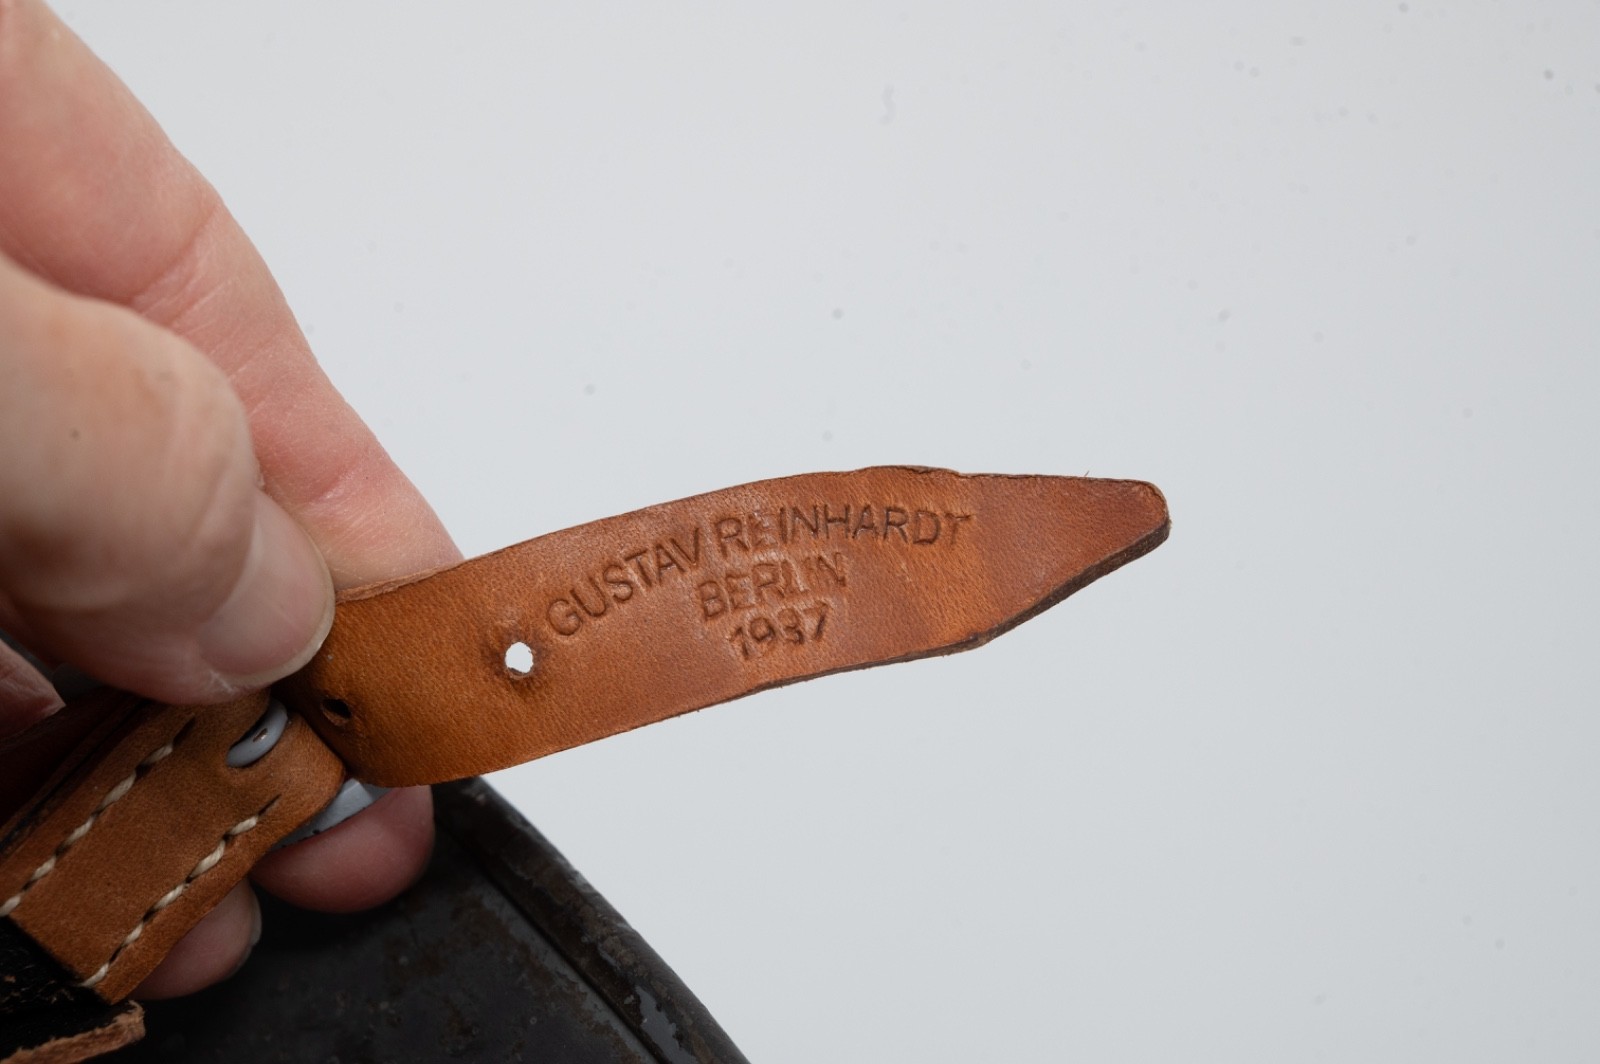 GUSTAV REINHARDT
BERLIN
1937